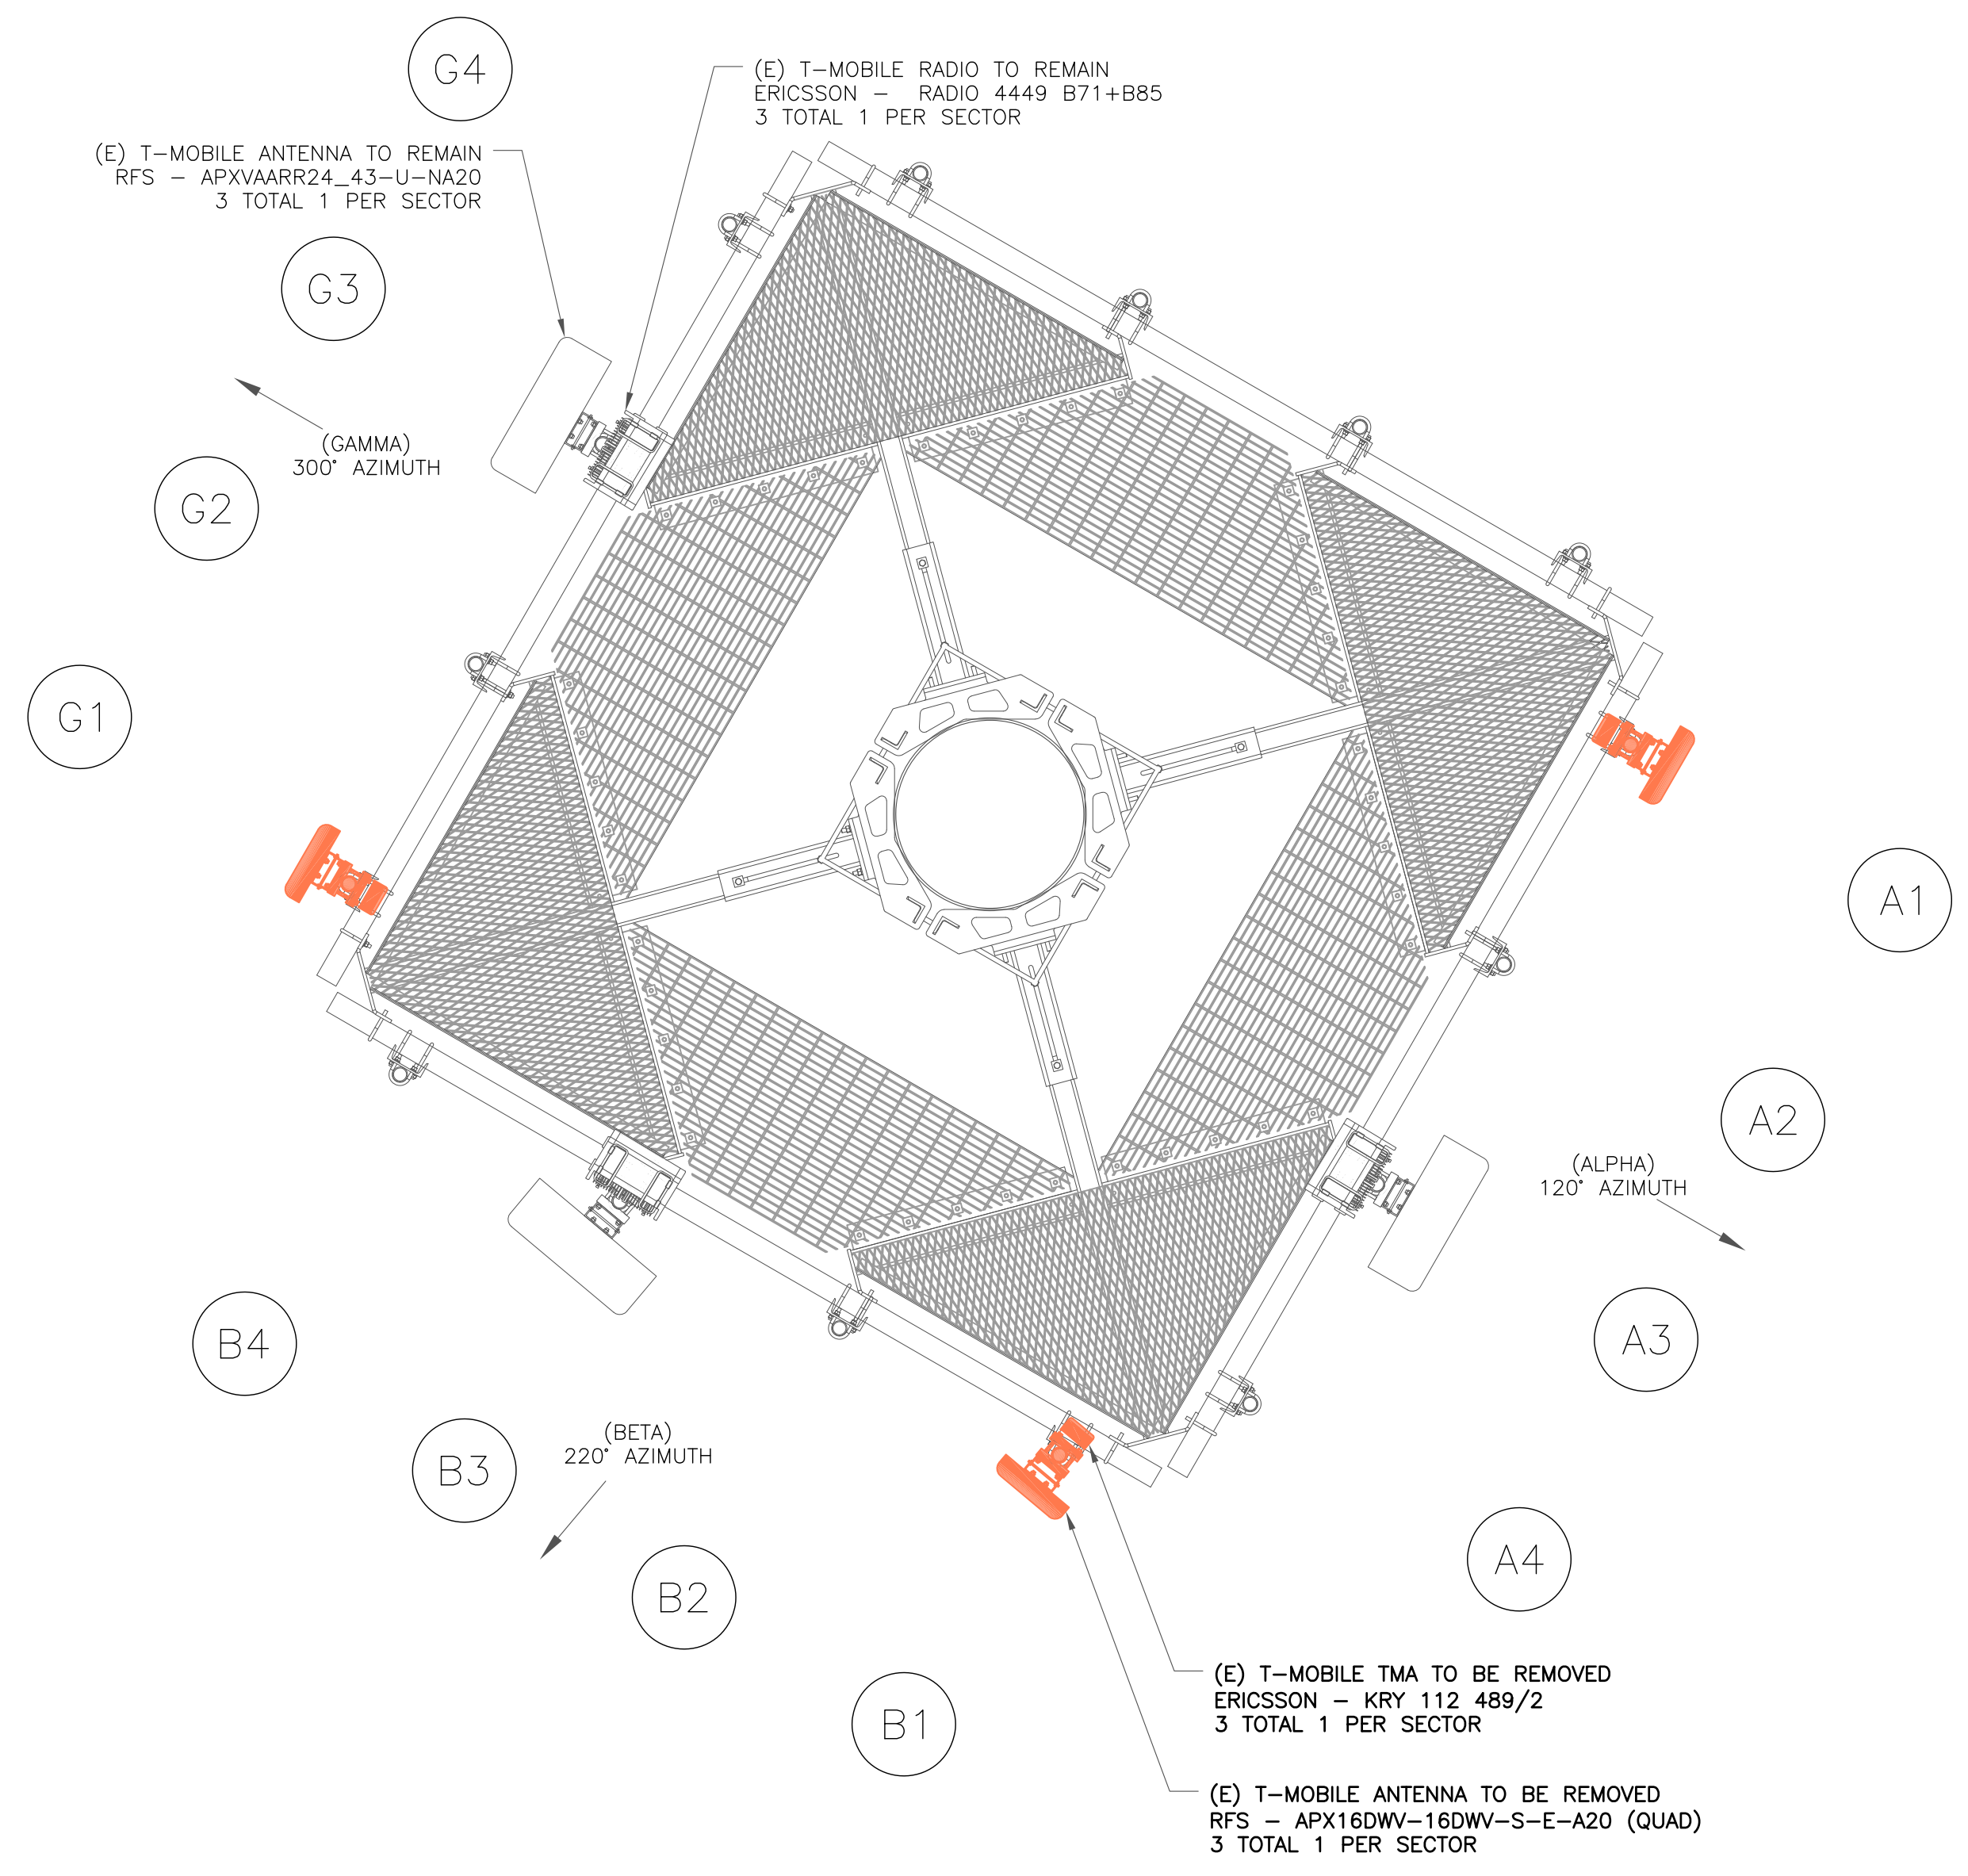 G4
(E) T-MOBILE RADIO TO REMAIN
ERICSSON - RADIO 4449 B71+B85
3 TOTAL 1 PER SECTOR
(E) T-MOBILE ANTENNA TO REMAIN
RFS - APXVAARR24_43-U-NA20
3 TOTAL 1 PER SECTOR
G3
(GAMMA)
300° AZIMUTH
G2
G1
A1
A2
(ALPHA)
120° AZIMUTH
A3
B4
(BETA)
220° AZIMUTH
B3
A4
B2
(E) T-MOBILE TMA TO BE REMOVED
ERICSSON - KRY 112 489/2
3 TOTAL 1 PER SECTOR
B1
(E) T-MOBILE ANTENNA TO BE REMOVED
RFS - APX16DWV-16DWV-S-E-A20 (QUAD)
3 TOTAL 1 PER SECTOR